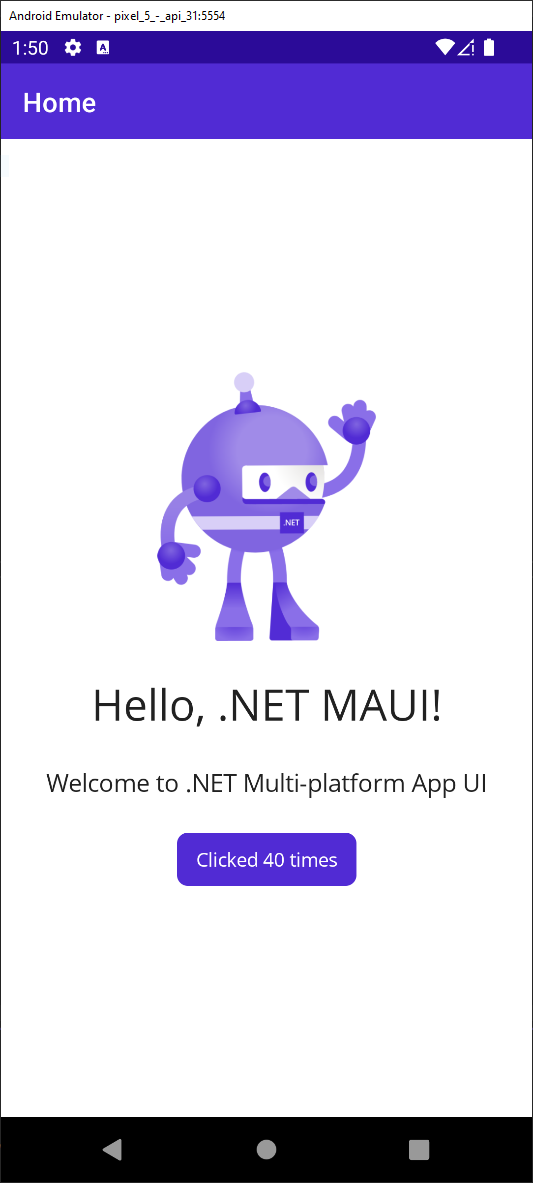 Android Emulator - pixel_5_-_api_31:5554
1:50
A
Home
.NET
Hello, .NET MAUI!
Welcome to .NET Multi-platform App UI
Clicked 40 times